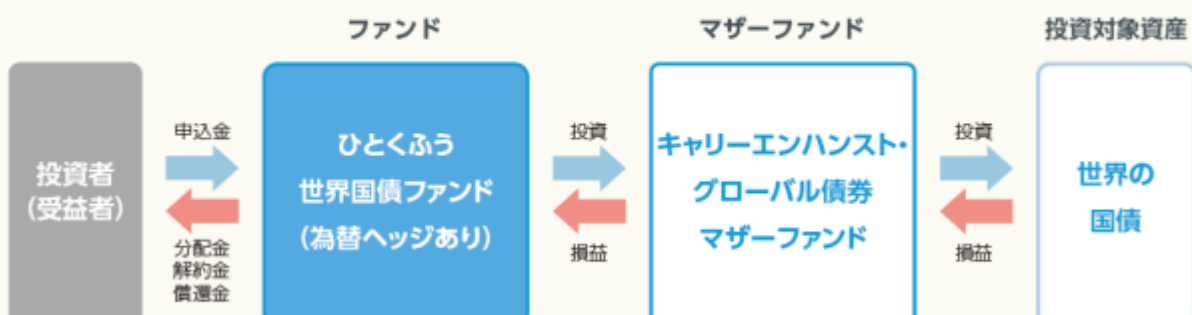 ファンド
マザーファンド
投資対象資産
投資者
(受益者)
申込金
分配金
解約金
償還金
ひとくふう
世界国債ファンド
(為替ヘッジあり)
投資
損益
キャリーエンハンスト・
グローバル債券
マザーファンド
投資
損益
世界の
国債